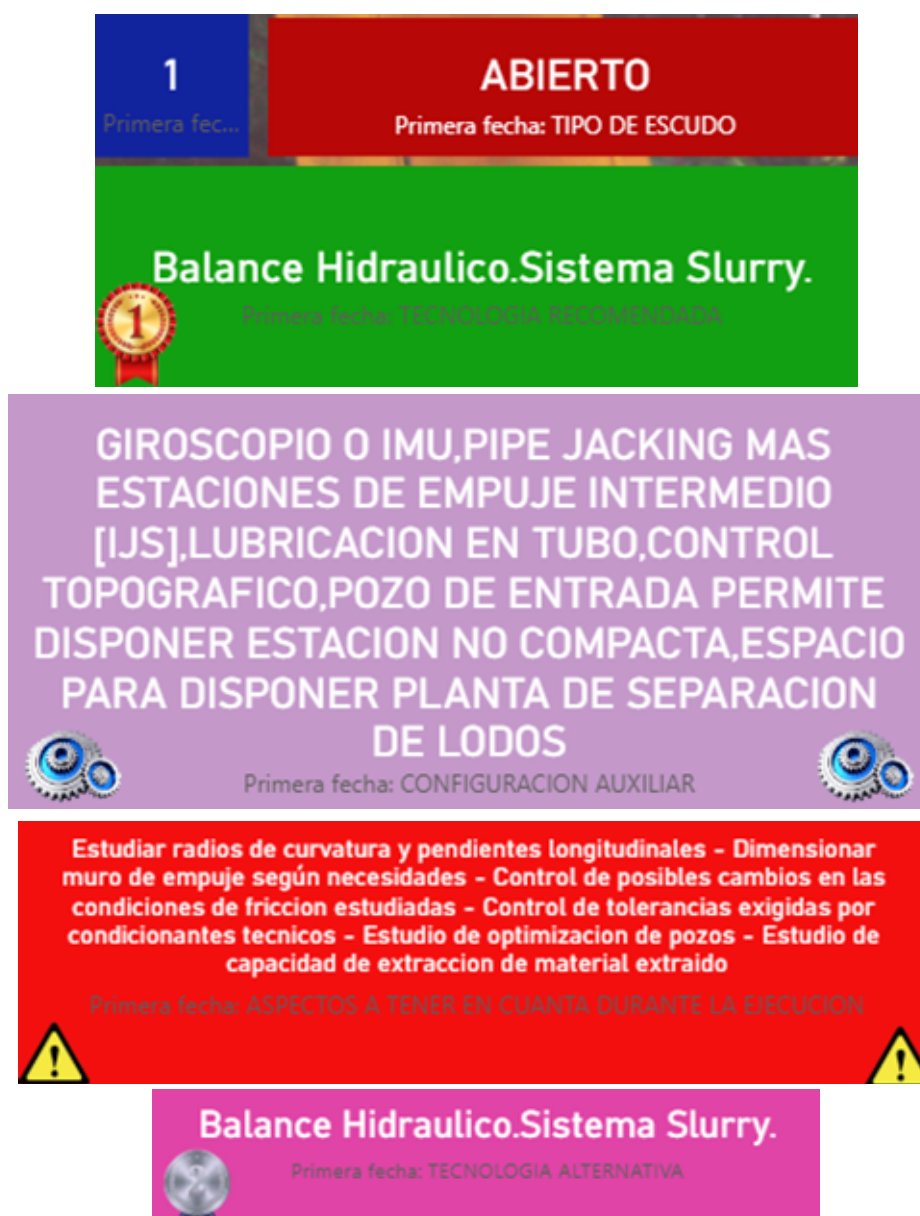 1
Primera fec...
ABIERTO
Primera fecha: TIPO DE ESCUDO
Balance Hidraulico.Sistema Slurry.
1
Primera fecha: TECNOLOGIA RECOMENDADA
GIROSCOPIO O IMU,PIPE JACKING MAS
ESTACIONES DE EMPUJE INTERMEDIO
[IJS],LUBRICACION EN TUBO,CONTROL
TOPOGRAFICO,POZO DE ENTRADA PERMITE
DISPONER ESTACION NO COMPACTA,ESPACIO
PARA DISPONER PLANTA DE SEPARACION
DE LODOS
Primera fecha: CONFIGURACION AUXILIAR
Estudiar radios de curvatura y pendientes longitudinales - Dimensionar
muro de empuje según necesidades - Control de posibles cambios en las
condiciones de friccion estudiadas - Control de tolerancias exigidas por
condicionantes tecnicos - Estudio de optimizacion de pozos - Estudio de
capacidad de extraccion de material extraido
Primera fecha: ASPECTOS A TENER EN CUANTA DURANTE LA EJECUCION
Balance Hidraulico.Sistema Slurry.
Primera fecha: TECNOLOGIA ALTERNATIVA